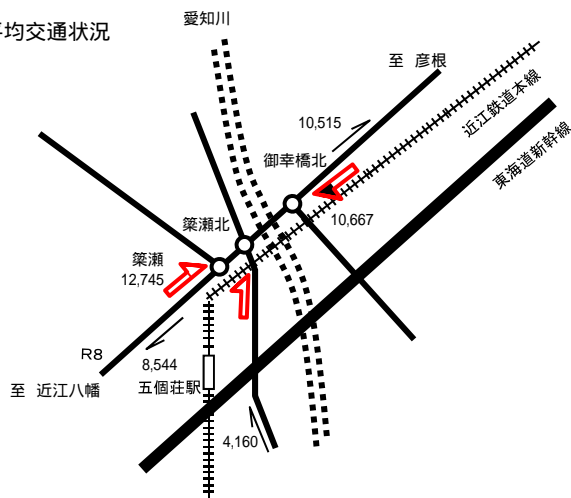 均交通状況
愛知川
至 彦根
10,515
近江鉄道本線
東海道新幹線
御幸橋北
10,667
簗瀬北
簗瀬
12,745
R8
8,544
至 近江八幡
五個荘駅
4,160